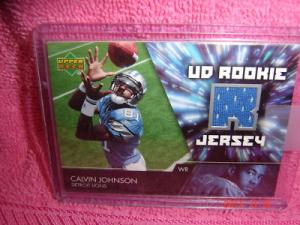 UPPER DECK
UD ROOKIE
JERSEY
WR
CALVIN JOHNSON
DETROIT LIONS